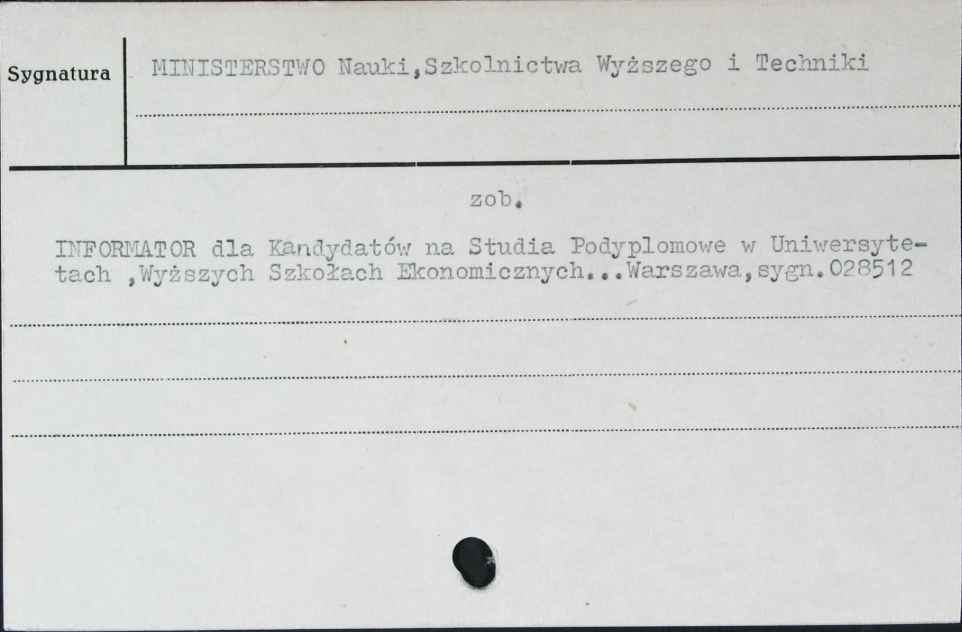 Sygnatura
MINISTERSTWO Nauki,Szkolnictwa Wyższego i Techniki
zob.
INFORMATOR dla Kandydatów na Studia Podyplomowe w Uniwersyte-
tach ,Wyższych Szkołach Ekonomicznych...Warszawa,sygn.028512